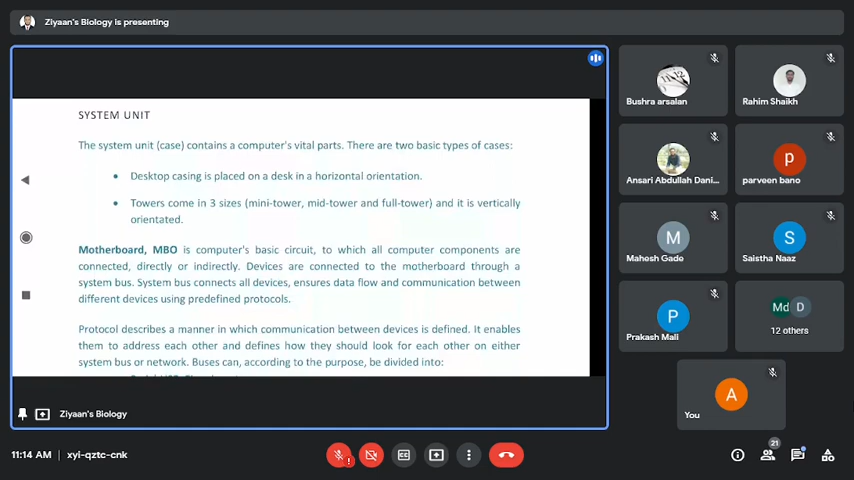 Ziyaan's Biology is presenting
SYSTEM UNIT
The system unit (case) contains a computer's vital parts. There are two basic types of cases:
• Desktop casing is placed on a desk in a horizontal orientation.
• Towers come in 3 sizes (mini-tower, mid-tower and full-tower) and it is vertically
orientated.
Motherboard, MBO is computer's basic circuit, to which all computer components are
connected, directly or indirectly. Devices are connected to the motherboard through a
system bus. System bus connects all devices, ensures data flow and communication between
different devices using predefined protocols.
Protocol describes a manner in which communication between devices is defined. It enables
them to address each other and defines how they should look for each other on either
system bus or network. Buses can, according to the purpose, be divided into:
Ziyaan's Biology
Bushra arsalan
Rahim Shaikh
Ansari Abdullah Dani...
p
parveen bano
M
Mahesh Gade
S
Saistha Naaz
P
Prakash Mali
Md D
12 others
A
You
11:14 AM | xyi-qztc-cnk
21